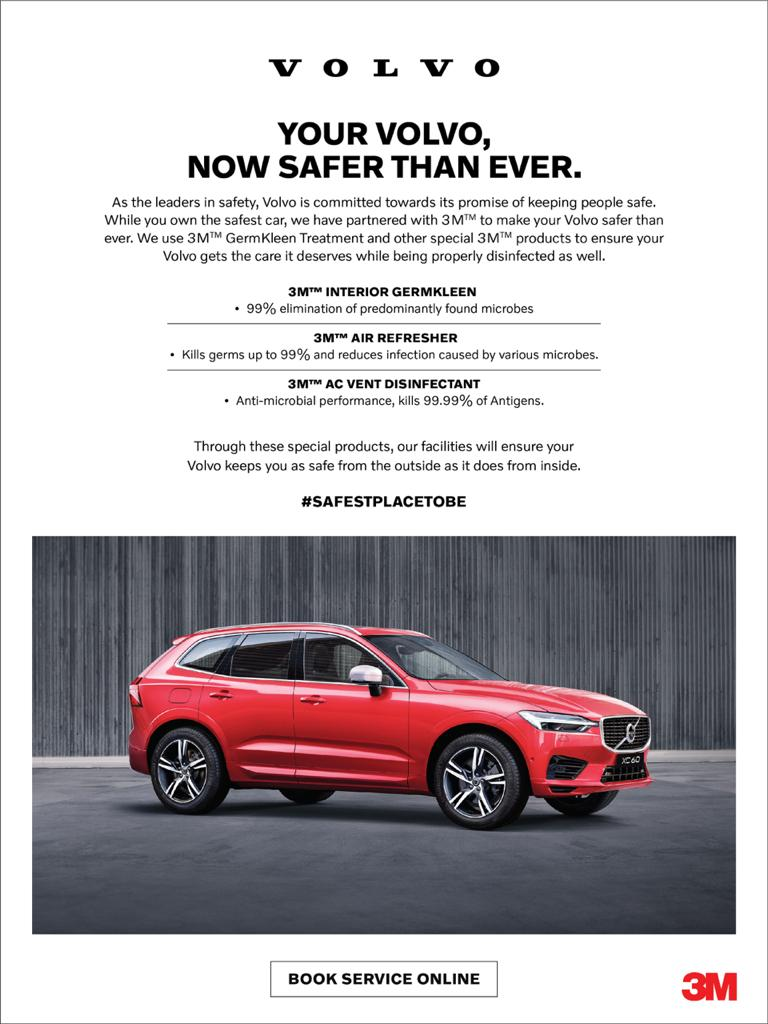 VOLVO
YOUR VOLVO,
NOW SAFER THAN EVER.
As the leaders in safety, Volvo is committed towards its promise of keeping people safe.
While you own the safest car, we have partnered with 3M™ to make your Volvo safer than
ever. We use 3M™ GermKleen Treatment and other special 3M™ products to ensure your
Volvo gets the care it deserves while being properly disinfected as well.
3M™ INTERIOR GERMKLEEN
• 99% elimination of predominantly found microbes
3M™ AIR REFRESHER
• Kills germs up to 99% and reduces infection caused by various microbes.
3M™ AC VENT DISINFECTANT
• Anti-microbial performance, kills 99.99% of Antigens.
Through these special products, our facilities will ensure your
Volvo keeps you as safe from the outside as it does from inside.
#SAFESTPLACETOBE
XC60
BOOK SERVICE ONLINE
3M